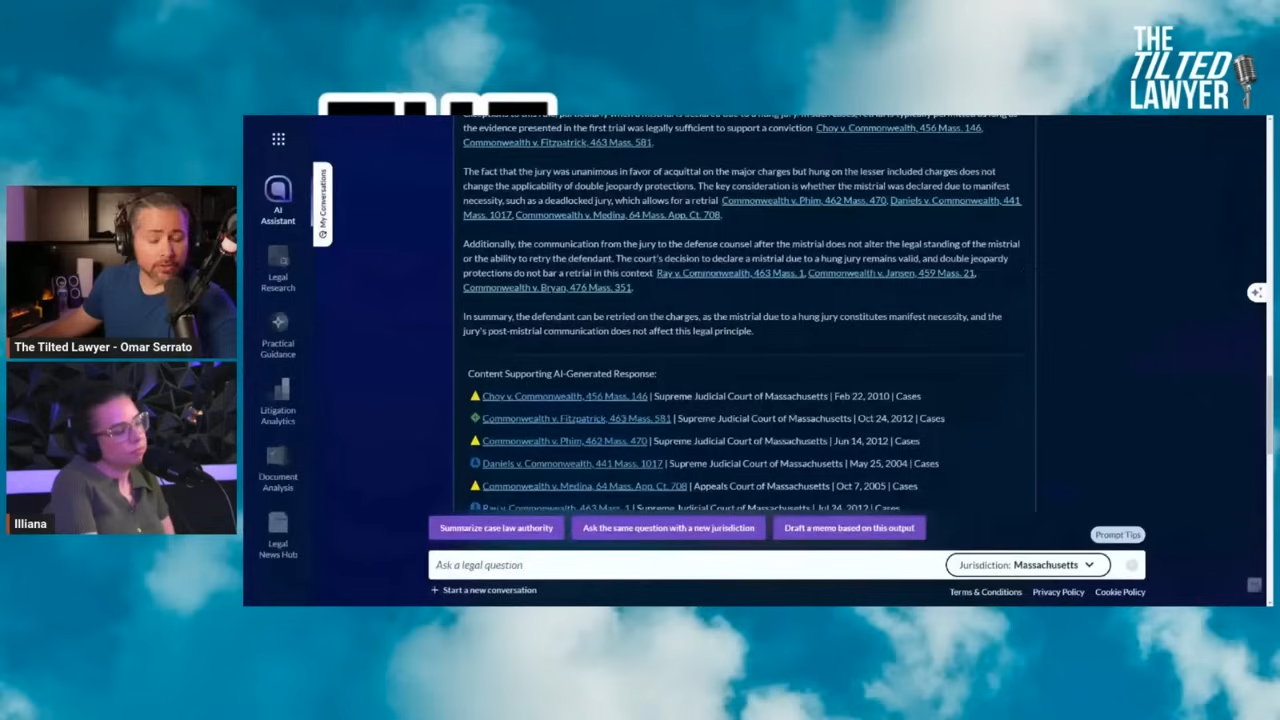 THE
TILTED
LAWYER
the evidence presented in the first trial was legally sufficient to support a conviction Choy v. Commonwealth, 456 Mass. 146,
Commonwealth v. Fitzpatrick, 463 Mass. 581.
The fact that the jury was unanimous in favor of acquittal on the major charges but hung on the lesser included charges does not
change the applicability of double jeopardy protections. The key consideration is whether the mistrial was declared due to manifest
necessity, such as a deadlocked jury, which allows for a retrial Commonwealth v. Phim, 462 Mass. 470, Daniels v. Commonwealth, 441
Mass. 1017, Commonwealth v. Medina, 64 Mass. App. Ct. 708.
Additionally, the communication from the jury to the defense counsel after the mistrial does not alter the legal standing of the mistrial
or the ability to retry the defendant. The court's decision to declare a mistrial due to a hung jury remains valid, and double jeopardy
protections do not bar a retrial in this context Ray v. Commonwealth, 463 Mass. 1, Commonwealth v. Jansen, 459 Mass. 21,
Commonwealth v. Bryan, 476 Mass. 351.
In summary, the defendant can be retried on the charges, as the mistrial due to a hung jury constitutes manifest necessity, and the
jury's post-mistrial communication does not affect this legal principle.
Content Supporting AI-Generated Response:
Choy v. Commonwealth, 456 Mass. 146 | Supreme Judicial Court of Massachusetts | Feb 22, 2010 | Cases
Commonwealth v. Fitzpatrick, 463 Mass. 581 | Supreme Judicial Court of Massachusetts | Oct 24, 2012 | Cases
Commonwealth v. Phim, 462 Mass. 470 | Supreme Judicial Court of Massachusetts | Jun 14, 2012 | Cases
Daniels v. Commonwealth, 441 Mass. 1017 | Supreme Judicial Court of Massachusetts | May 25, 2004 | Cases
Commonwealth v. Medina, 64 Mass. App. Ct. 708 | Appeals Court of Massachusetts | Oct 7, 2005 | Cases
Ray v. Commonwealth, 463 Mass. 1 | Supreme Judicial Court of Massachusetts | Jul 24, 2012 | Cases
My Conversations
AI
Assistant
Legal
Research
Practical
Guidance
Litigation
Analytics
Document
Analysis
Legal
News Hub
Summarize case law authority
Ask the same question with a new jurisdiction
Draft a memo based on this output
Prompt Tips
Ask a legal question
Jurisdiction: Massachusetts
+ Start a new conversation
Terms & Conditions
Privacy Policy
Cookie Policy
The Tilted Lawyer - Omar Serrato
Illiana